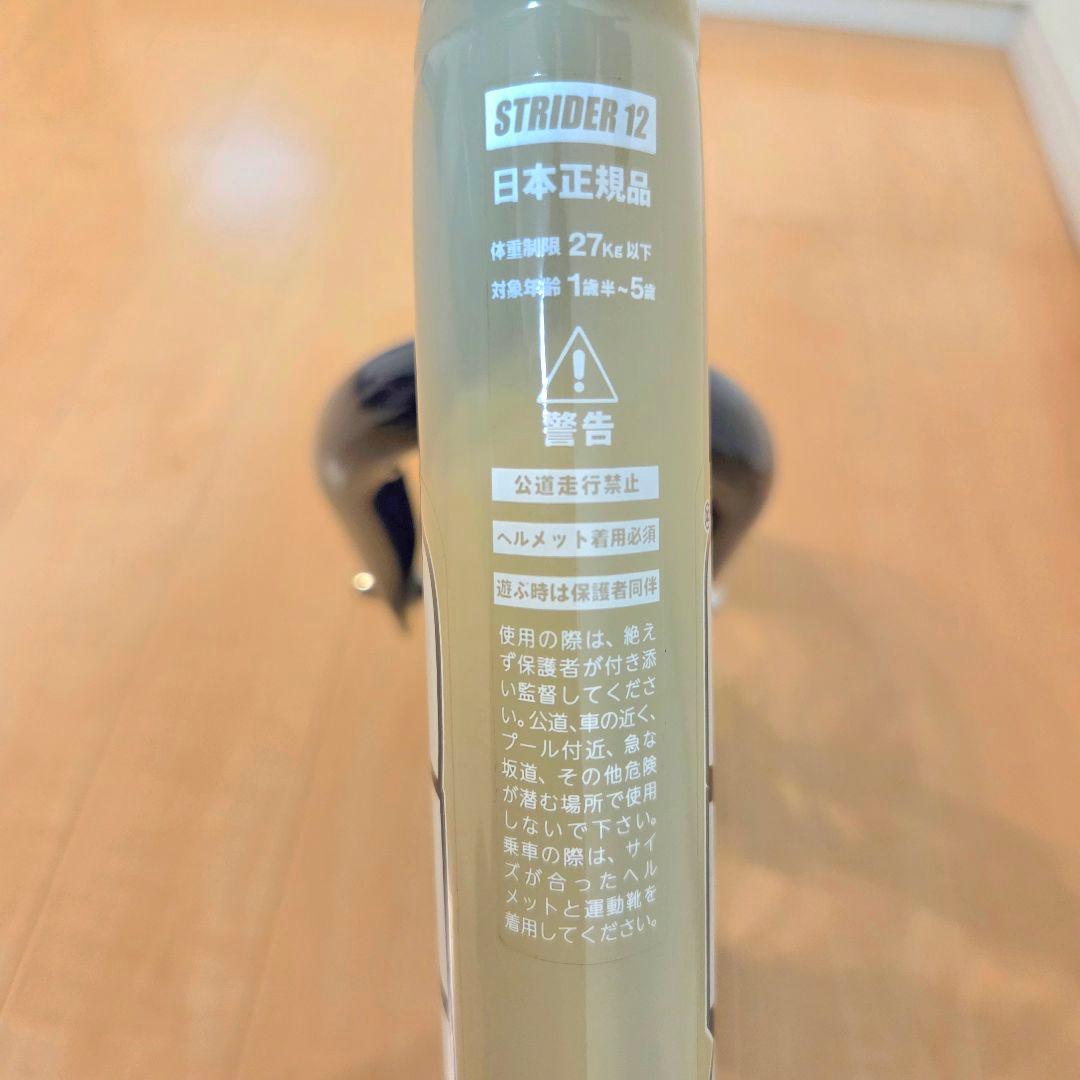 STRIDER 12
日本正規品
体重制限 27Kg 以下
対象年齢 1歳半~5歳
警告
公道走行禁止
ヘルメット着用必須
遊ぶ時は保護者同伴
使用の際は、絶え
ず保護者が付き添
い監督してくださ
い。公道、車の近く、
プール付近、急な
坂道、その他危険
が潜む場所で使用
しないで下さい。
乗車の際は、サイ
ズが合ったヘル
メットと運動靴を
着用してください。